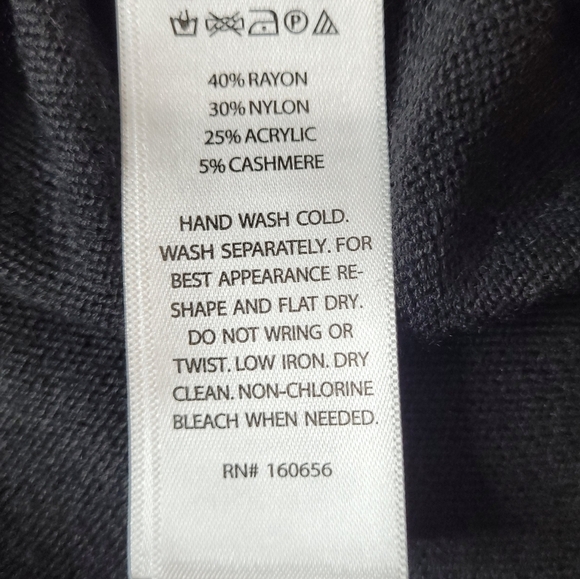 40% RAYON
30% NYLON
25% ACRYLIC
5% CASHMERE
HAND WASH COLD.
WASH SEPARATELY. FOR
BEST APPEARANCE RE-
SHAPE AND FLAT DRY.
DO NOT WRING OR
TWIST. LOW IRON. DRY
CLEAN. NON-CHLORINE
BLEACH WHEN NEEDED.
RN# 160656